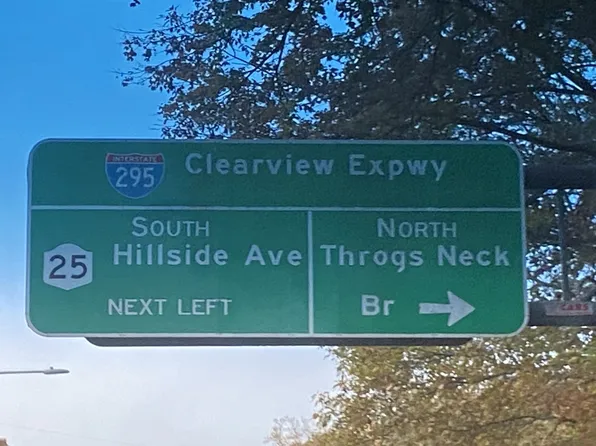 INTERSTATE
295
Clearview Expwy
SOUTH
25
Hillside Ave
NEXT LEFT
NORTH
Throgs Neck
Br